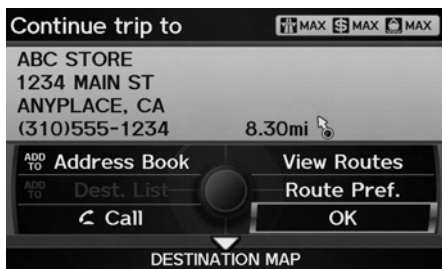 Continue trip to MAX $ MAX MAX
ABC STORE
1234 MAIN ST
ANYPLACE, CA
(310)555-1234 8.30mi
ADD TO Address Book View Routes
ADD TO Dest. List Route Pref.
Call OK
DESTINATION MAP